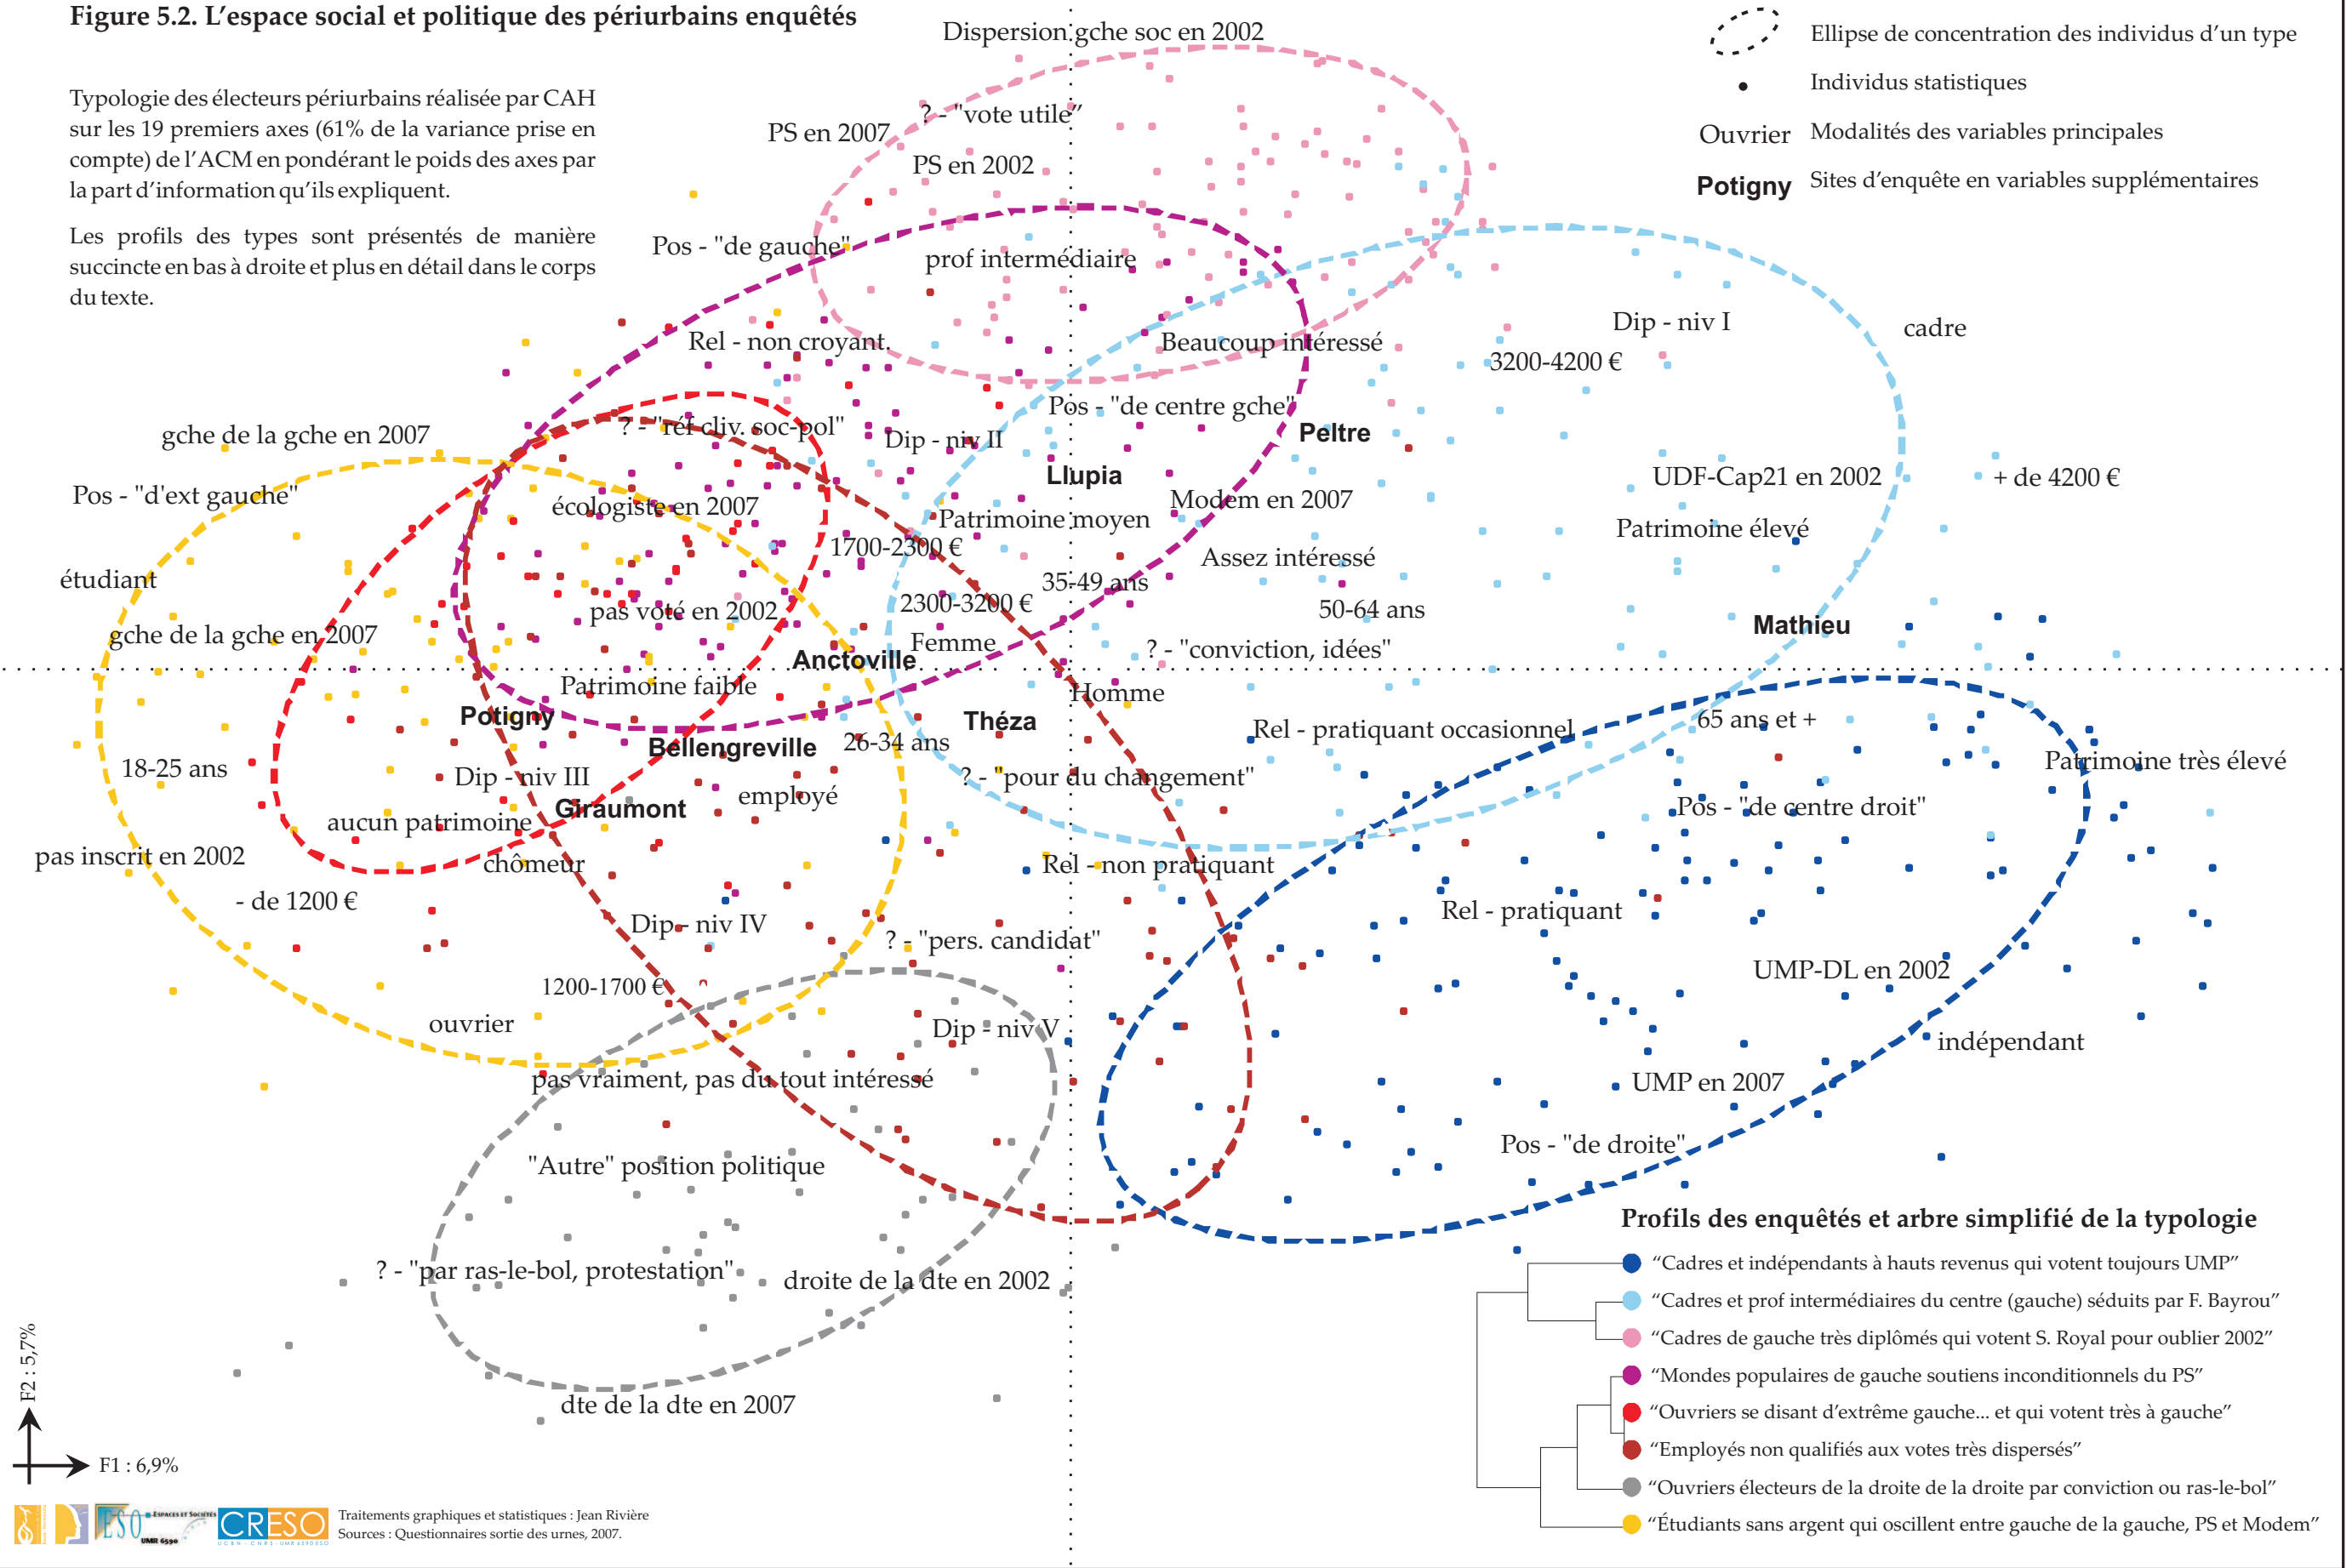 Figure 5.2. L'espace social et politique des périurbains enquêtés
Typologie des électeurs périurbains réalisée par CAH
sur les 19 premiers axes (61% de la variance prise en
compte) de l'ACM en pondérant le poids des axes par
la part d'information qu'ils expliquent.
Les profils des types sont présentés de manière
succincte en bas à droite et plus en détail dans le corps
du texte.
Ellipse de concentration des individus d'un type
Individus statistiques
Ouvrier Modalités des variables principales
Potigny Sites d'enquête en variables supplémentaires
Dispersion gche soc en 2002
? - "vote utile"
PS en 2007
PS en 2002
Pos - "de gauche"
prof intermédiaire
Dip - niv I
cadre
Rel - non croyant.
Beaucoup intéressé
3200-4200 €
Pos - "de centre gche"
? - "réf cliv. soc-pol"
gche de la gche en 2007
Dip - niv II
Peltre
Llupia
UDF-Cap21 en 2002
+ de 4200 €
Pos - "d'ext gauche"
écologiste en 2007
Modem en 2007
Patrimoine moyen
Patrimoine élevé
1700-2300 €
Assez intéressé
étudiant
35-49 ans
2300-3200 €
50-64 ans
pas voté en 2002
Mathieu
gche de la gche en 2007
Femme
? - "conviction, idées"
Anctoville
Patrimoine faible
Homme
Potigny
Théza
65 ans et +
Rel - pratiquant occasionnel
Bellengreville
26-34 ans
Patrimoine très élevé
18-25 ans
Dip - niv III
? - "pour du changement"
employé
Giraumont
Pos - "de centre droit"
aucun patrimoine
pas inscrit en 2002
chômeur
Rel - non pratiquant
- de 1200 €
Rel - pratiquant
Dip - niv IV
? - "pers. candidat"
UMP-DL en 2002
1200-1700 €
ouvrier
Dip - niv V
indépendant
pas vraiment, pas du tout intéressé
UMP en 2007
Pos - "de droite"
"Autre" position politique
? - "par ras-le-bol, protestation"
droite de la dte en 2002
dte de la dte en 2007
Profils des enquêtés et arbre simplifié de la typologie
"Cadres et indépendants à hauts revenus qui votent toujours UMP"
"Cadres et prof intermédiaires du centre (gauche) séduits par F. Bayrou"
"Cadres de gauche très diplômés qui votent S. Royal pour oublier 2002"
"Mondes populaires de gauche soutiens inconditionnels du PS"
"Ouvriers se disant d'extrême gauche... et qui votent très à gauche"
"Employés non qualifiés aux votes très dispersés"
"Ouvriers électeurs de la droite de la droite par conviction ou ras-le-bol"
"Étudiants sans argent qui oscillent entre gauche de la gauche, PS et Modem"
F2 : 5,7%
F1 : 6,9%
ESO ESPACES ET SOCIÉTÉS
UMR 6590
CRESO
UCBN - CNRS - UMR 6590 ESO
Traitements graphiques et statistiques : Jean Rivière
Sources : Questionnaires sortie des urnes, 2007.